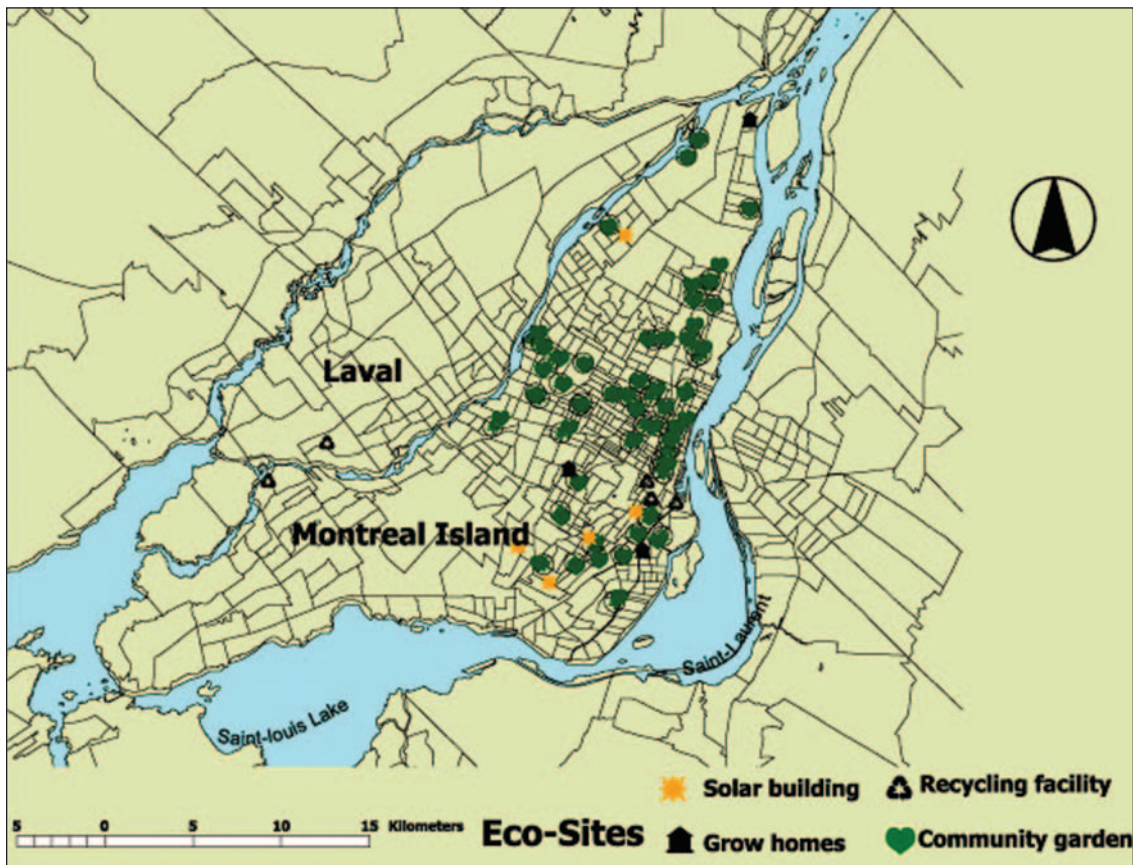 Laval
Montreal Island
Saint-Laurent
Saint-louis Lake
Solar building
Recycling facility
5 0 5 10 15 Kilometers
Eco-Sites
Grow homes
Community garden